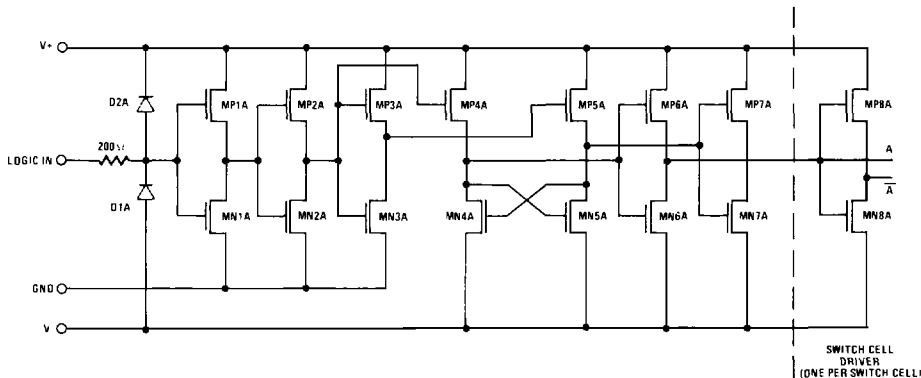 V+
D2A
MP1A
MP2A
MP3A
MP4A
MP5A
MP6A
MP7A
MP8A
200Ω
LOGIC IN
A
A̅
D1A
MN1A
MN2A
MN3A
MN4A
MN5A
MN6A
MN7A
MN8A
GND
V
SWITCH CELL
DRIVER
(ONE PER SWITCH CELL)